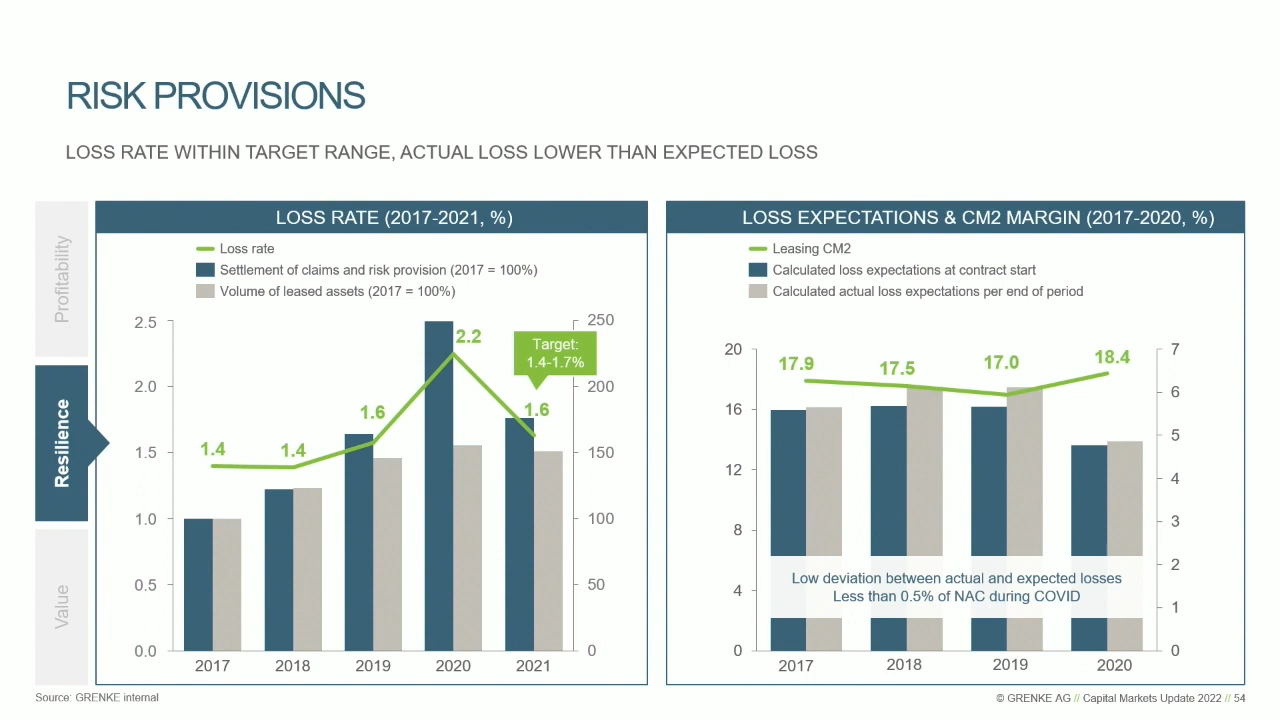 RISK PROVISIONS
LOSS RATE WITHIN TARGET RANGE, ACTUAL LOSS LOWER THAN EXPECTED LOSS
Profitability
Resilience
Value
LOSS RATE (2017-2021, %)
Loss rate
Settlement of claims and risk provision (2017 = 100%)
Volume of leased assets (2017 = 100%)
2.5
2.0
1.5
1.0
0.5
0.0
250
200
150
100
50
0
1.4
1.4
1.6
2.2
1.6
Target:
1.4-1.7%
2017 2018 2019 2020 2021
LOSS EXPECTATIONS & CM2 MARGIN (2017-2020, %)
Leasing CM2
Calculated loss expectations at contract start
Calculated actual loss expectations per end of period
20
16
12
8
4
0
7
6
5
4
3
2
1
0
17.9
17.5
17.0
18.4
Low deviation between actual and expected losses
Less than 0.5% of NAC during COVID
2017 2018 2019 2020
Source: GRENKE internal
© GRENKE AG // Capital Markets Update 2022 // 54